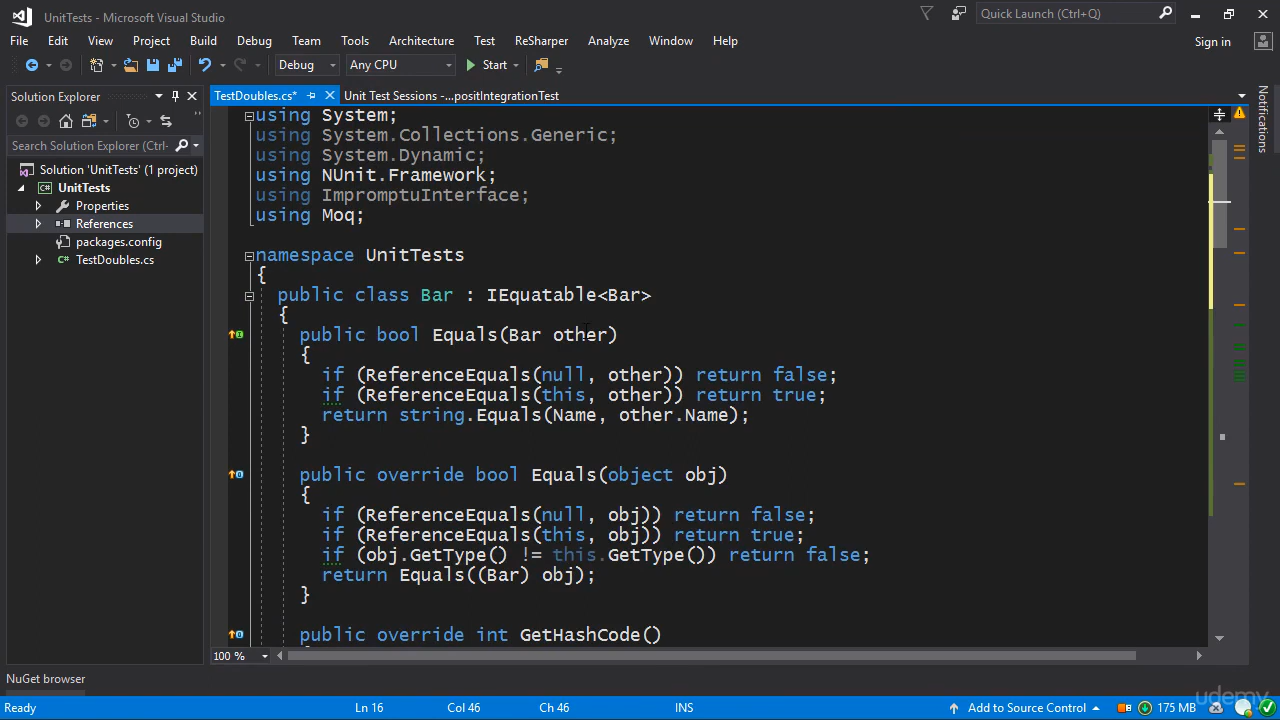 UnitTests - Microsoft Visual Studio
Quick Launch (Ctrl+Q)
File Edit View Project Build Debug Team Tools Architecture Test ReSharper Analyze Window Help
Sign in
Debug Any CPU Start
Solution Explorer
TestDoubles.cs* Unit Test Sessions -...positIntegrationTest
Search Solution Explorer (Ctrl+
Solution 'UnitTests' (1 project)
UnitTests
Properties
References
packages.config
TestDoubles.cs
using System;
using System.Collections.Generic;
using System.Dynamic;
using NUnit.Framework;
using ImpromptuInterface;
using Moq;
namespace UnitTests
{
public class Bar : IEquatable<Bar>
{
public bool Equals(Bar other)
{
if (ReferenceEquals(null, other)) return false;
if (ReferenceEquals(this, other)) return true;
return string.Equals(Name, other.Name);
}
public override bool Equals(object obj)
{
if (ReferenceEquals(null, obj)) return false;
if (ReferenceEquals(this, obj)) return true;
if (obj.GetType() != this.GetType()) return false;
return Equals((Bar) obj);
}
public override int GetHashCode()
Notifications
100 %
NuGet browser
Ready Ln 16 Col 46 Ch 46 INS Add to Source Control 175 MB
udemy